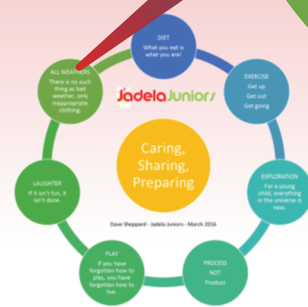 DIET
What you eat is
what you are!
EXERCISE
Get up
Get out
Get going
EXPLORATION
For a young
child, everything
in the universe is
new.
PROCESS
NOT
Product
PLAY
If you have
forgotten how to
play, you have
forgotten how to
live.
LAUGHTER
If it isn't fun, it
isn't done.
ALL WEATHERS
There is no such
thing as bad
weather, only
inappropriate
clothing.
JadelaJuniors
Caring,
Sharing,
Preparing
Dave Sheppard - Jadela Juniors - March 2016